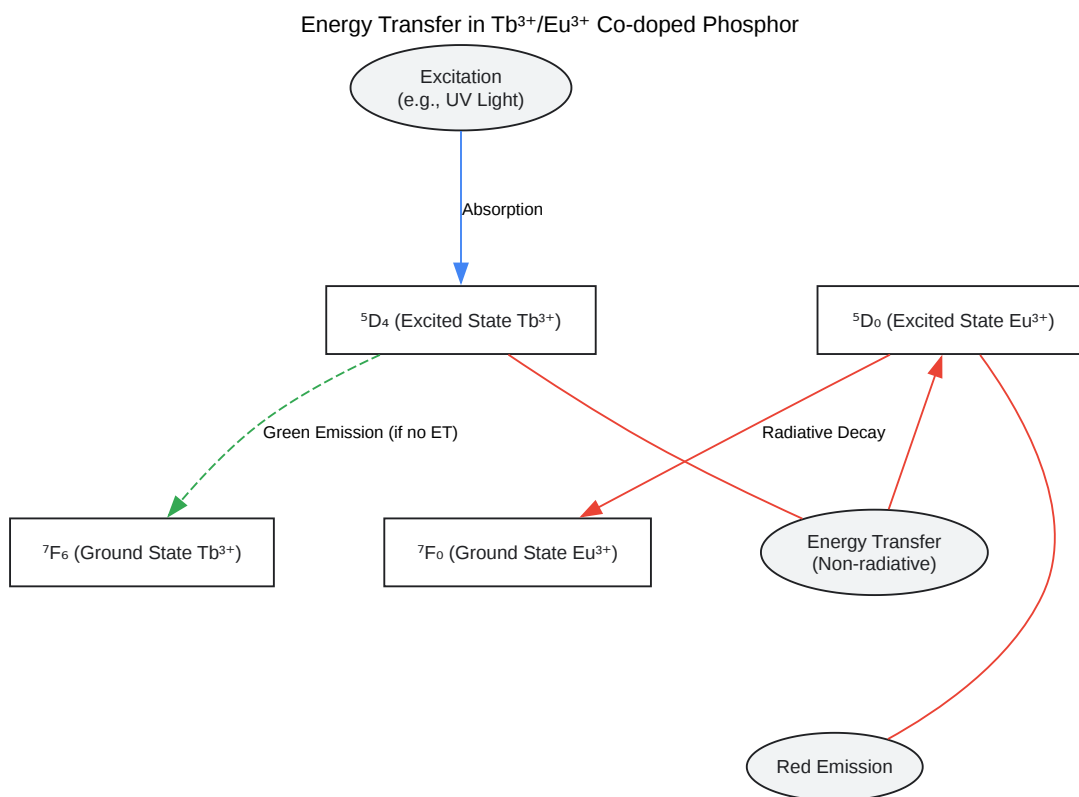 Energy Transfer in Tb³⁺/Eu³⁺ Co-doped Phosphor
Excitation
(e.g., UV Light)
Absorption
⁵D₄ (Excited State Tb³⁺)
⁵D₀ (Excited State Eu³⁺)
Green Emission (if no ET)
Radiative Decay
⁷F₆ (Ground State Tb³⁺)
⁷F₀ (Ground State Eu³⁺)
Energy Transfer
(Non-radiative)
Red Emission